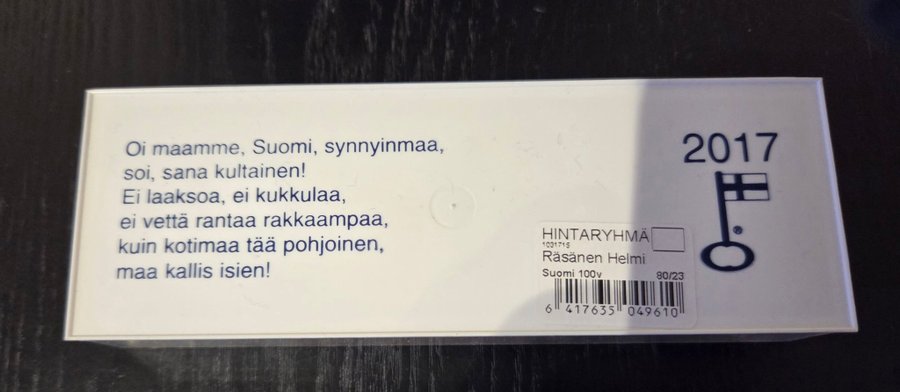 Oi maamme, Suomi, synnyinmaa,
soi, sana kultainen!
Ei laaksoa, ei kukkulaa,
ei vettä rantaa rakkaampaa,
kuin kotimaa tää pohjoinen,
maa kallis isien!
2017
®
HINTARYHMÄ
1001715
Räsänen Helmi
Suomi 100v 80/23
6 417635 049610